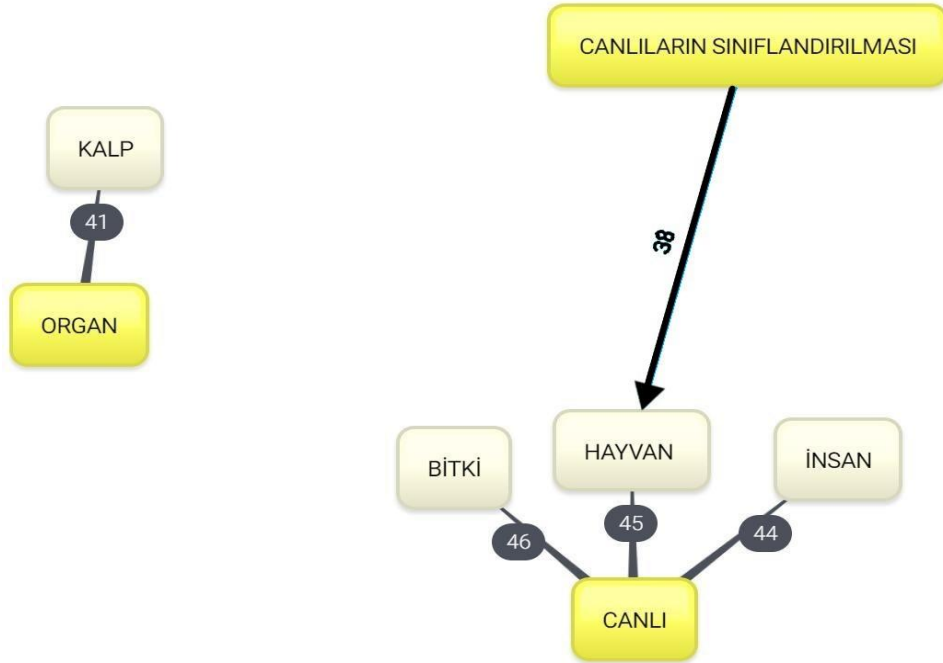 CANLILARIN SINIFLANDIRILMASI
KALP
41
ORGAN
38
BİTKİ
HAYVAN
İNSAN
46
45
44
CANLI